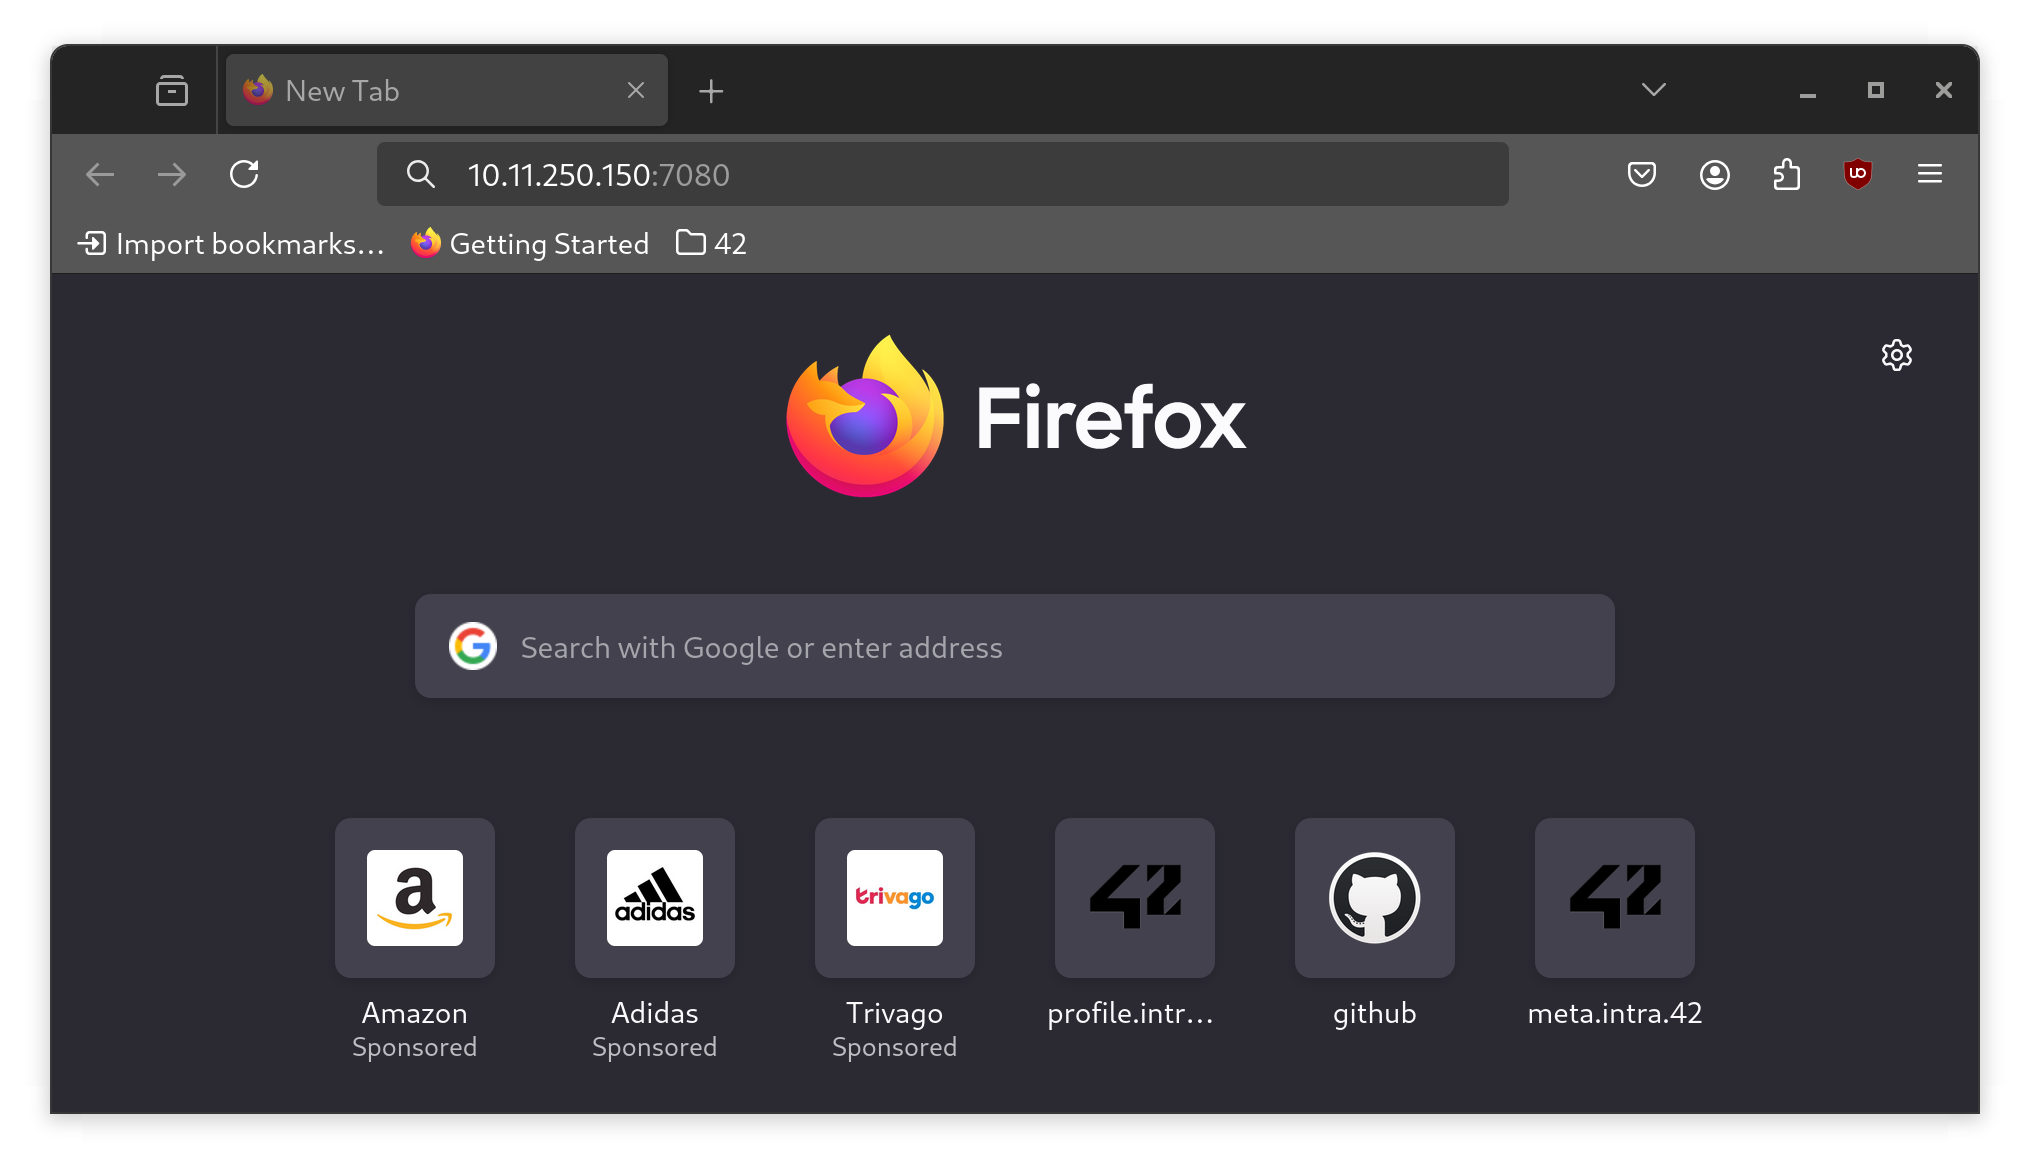 New Tab
10.11.250.150:7080
Import bookmarks... Getting Started 42
Firefox
Search with Google or enter address
a adidas trivago 42 42
Amazon Adidas Trivago profile.intr... github meta.intra.42
Sponsored Sponsored Sponsored